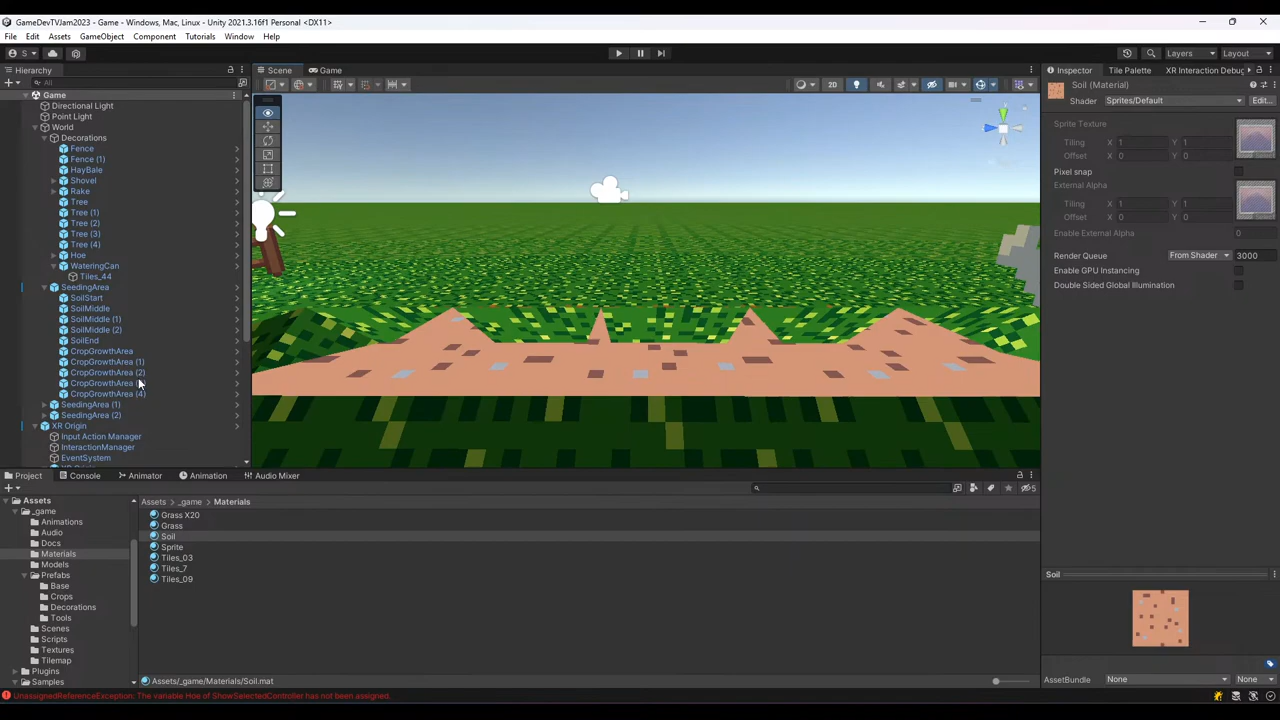 GameDevTVJam2023 - Game - Windows, Mac, Linux - Unity 2021.3.16f1 Personal <DX11>
File Edit Assets GameObject Component Tutorials Window Help
S
Layers Layout
Hierarchy
Scene Game
Inspector Tile Palette XR Interaction Debug
All
2D
Soil (Material)
Shader Sprites/Default Edit...
Game
Directional Light
Point Light
World
Decorations
Fence
Fence (1)
HayBale
Shovel
Rake
Tree
Tree (1)
Tree (2)
Tree (3)
Tree (4)
Hoe
WateringCan
Tiles_44
SeedingArea
SoilStart
SoilMiddle
SoilMiddle (1)
SoilMiddle (2)
SoilEnd
CropGrowthArea
CropGrowthArea (1)
CropGrowthArea (2)
CropGrowthArea
CropGrowthArea (4)
SeedingArea (1)
SeedingArea (2)
XR Origin
Input Action Manager
InteractionManager
EventSystem
Sprite Texture
Tiling X 1 Y 1
Offset X 0 Y 0
Pixel snap
External Alpha
Tiling X 1 Y 1
Offset X 0 Y 0
Enable External Alpha 0
Render Queue From Shader 3000
Enable GPU Instancing
Double Sided Global Illumination
Project Console Animator Animation Audio Mixer
5
Assets
_game
Animations
Audio
Docs
Materials
Models
Prefabs
Base
Crops
Decorations
Tools
Scenes
Scripts
Textures
Tilemap
Plugins
Samples
Assets > _game > Materials
Grass X20
Grass
Soil
Sprite
Tiles_03
Tiles_7
Tiles_09
Assets/_game/Materials/Soil.mat
Soil
AssetBundle None None
UnassignedReferenceException: The variable Hoe of ShowSelectedController has not been assigned.